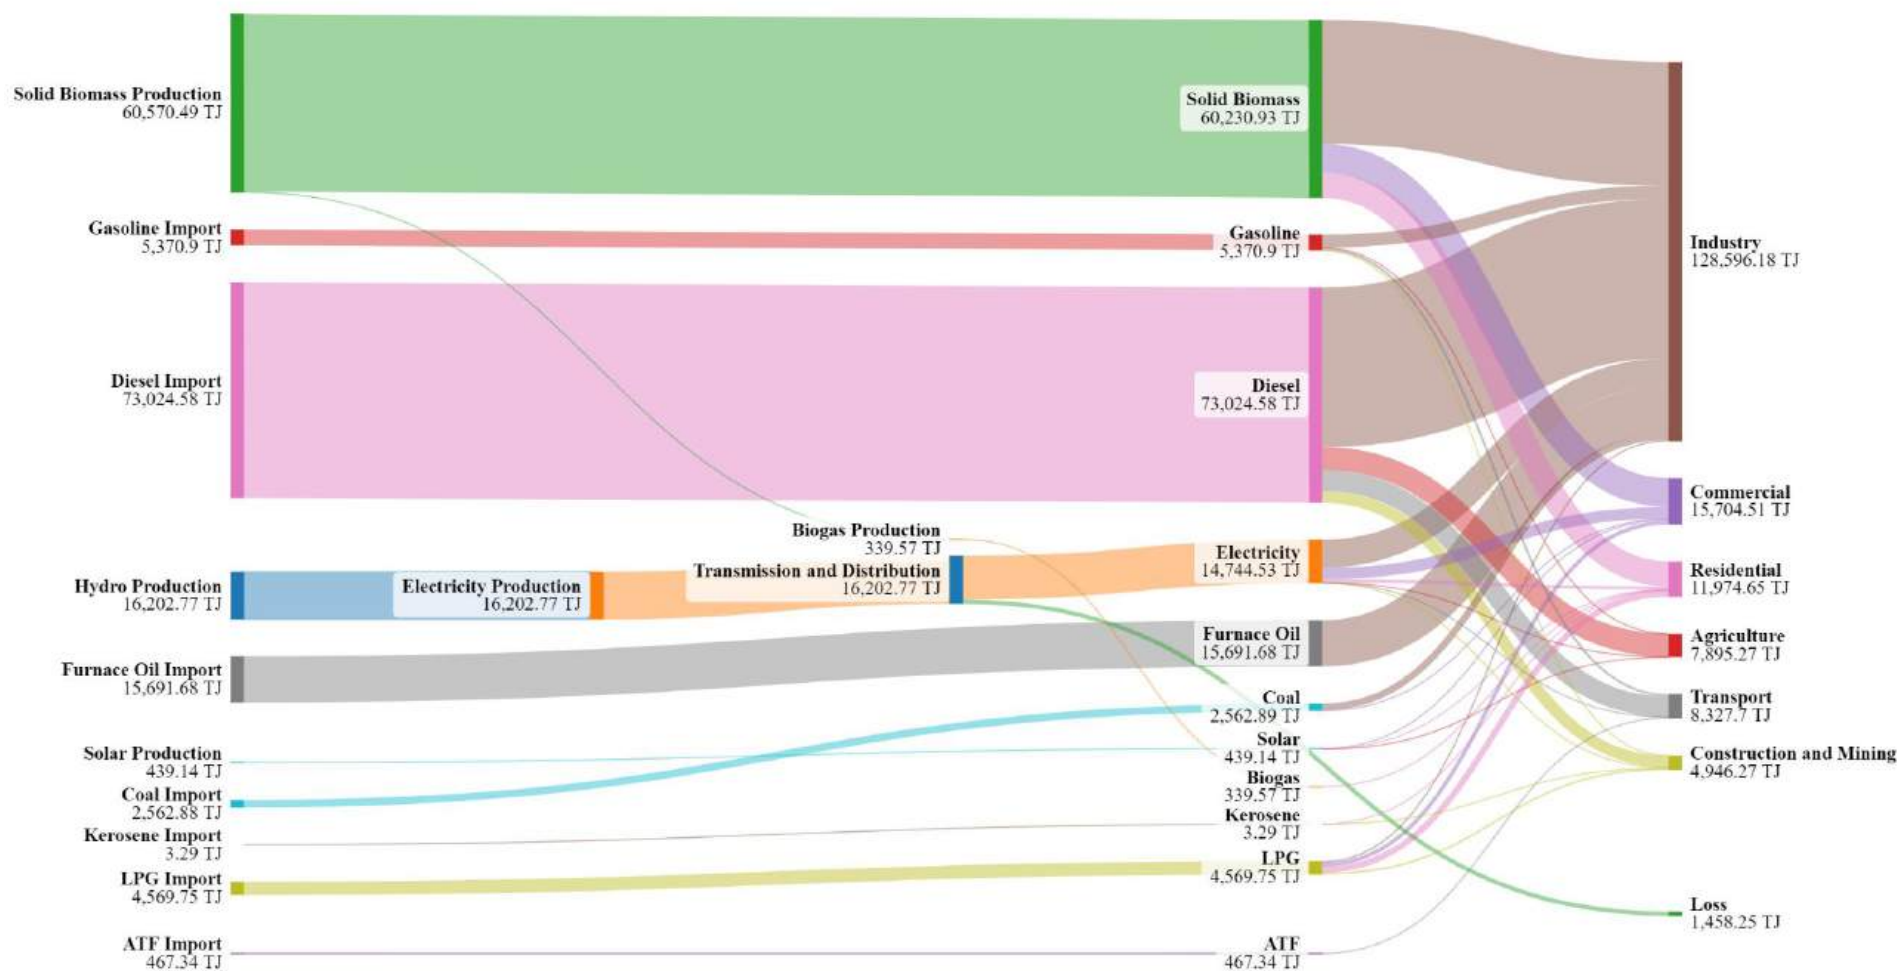 Solid Biomass Production
60,570.49 TJ
Gasoline Import
5,370.9 TJ
Diesel Import
73,024.58 TJ
Hydro Production
16,202.77 TJ
Furnace Oil Import
15,691.68 TJ
Solar Production
439.14 TJ
Coal Import
2,562.88 TJ
Kerosene Import
3.29 TJ
LPG Import
4,569.75 TJ
ATF Import
467.34 TJ
Electricity Production
16,202.77 TJ
Biogas Production
339.57 TJ
Transmission and Distribution
16,202.77 TJ
Solid Biomass
60,230.93 TJ
Gasoline
5,370.9 TJ
Diesel
73,024.58 TJ
Electricity
14,744.53 TJ
Furnace Oil
15,691.68 TJ
Coal
2,562.89 TJ
Solar
439.14 TJ
Biogas
339.57 TJ
Kerosene
3.29 TJ
LPG
4,569.75 TJ
ATF
467.34 TJ
Industry
128,596.18 TJ
Commercial
15,704.51 TJ
Residential
11,974.65 TJ
Agriculture
7,895.27 TJ
Transport
8,327.7 TJ
Construction and Mining
4,946.27 TJ
Loss
1,458.25 TJ